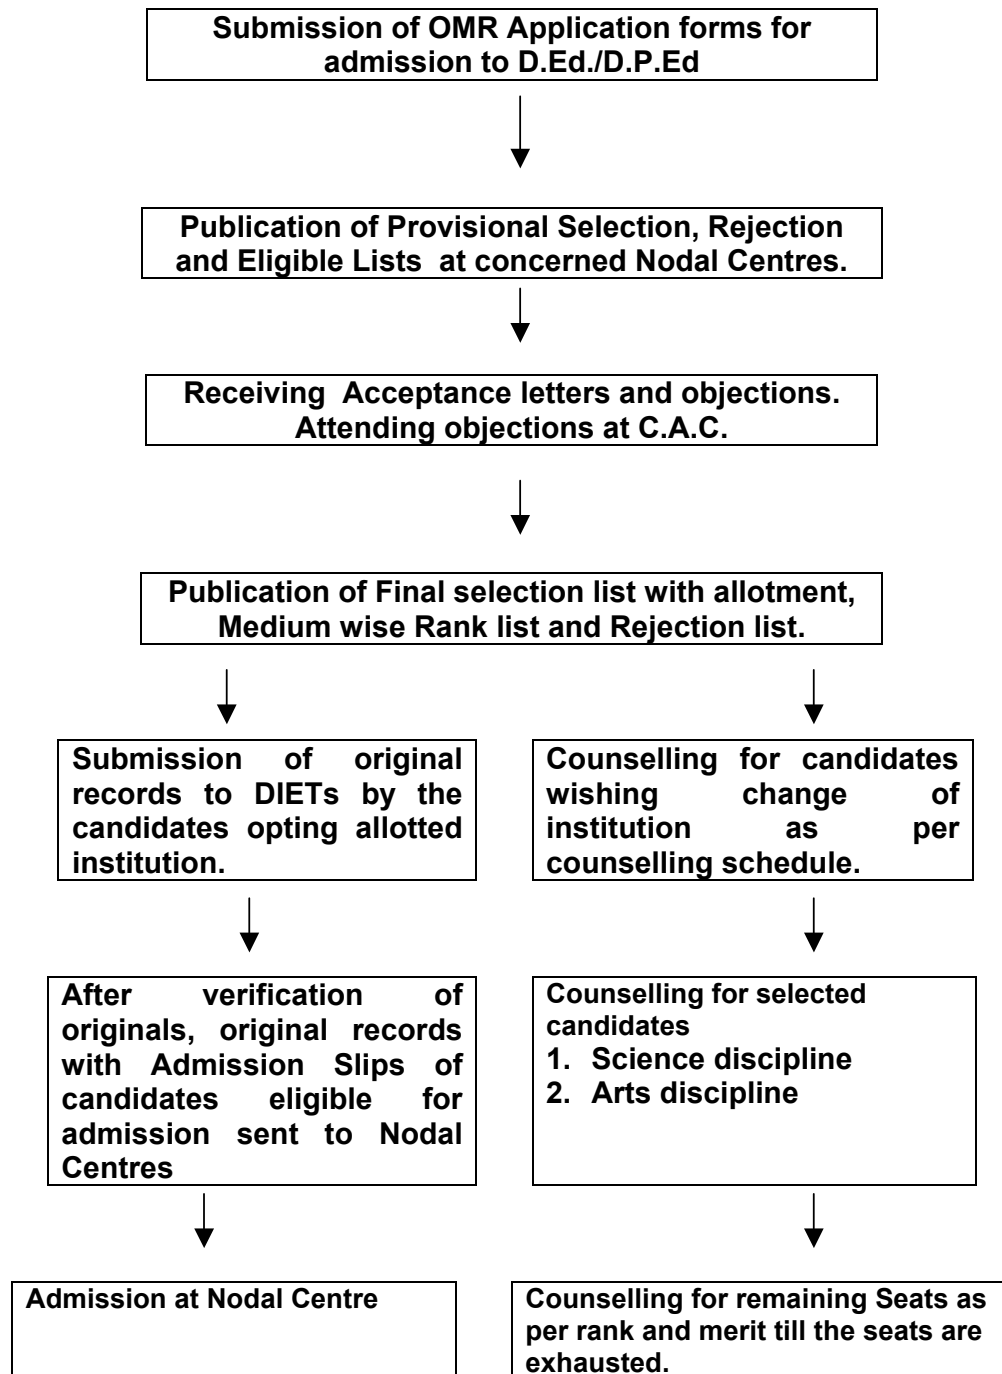 Submission of OMR Application forms for
admission to D.Ed./D.P.Ed
Publication of Provisional Selection, Rejection
and Eligible Lists at concerned Nodal Centres.
Receiving Acceptance letters and objections.
Attending objections at C.A.C.
Publication of Final selection list with allotment,
Medium wise Rank list and Rejection list.
Submission of original
records to DIETs by the
candidates opting allotted
institution.
Counselling for candidates
wishing change of
institution as per
counselling schedule.
After verification of
originals, original records
with Admission Slips of
candidates eligible for
admission sent to Nodal
Centres
Counselling for selected
candidates
1. Science discipline
2. Arts discipline
Admission at Nodal Centre
Counselling for remaining Seats as
per rank and merit till the seats are
exhausted.